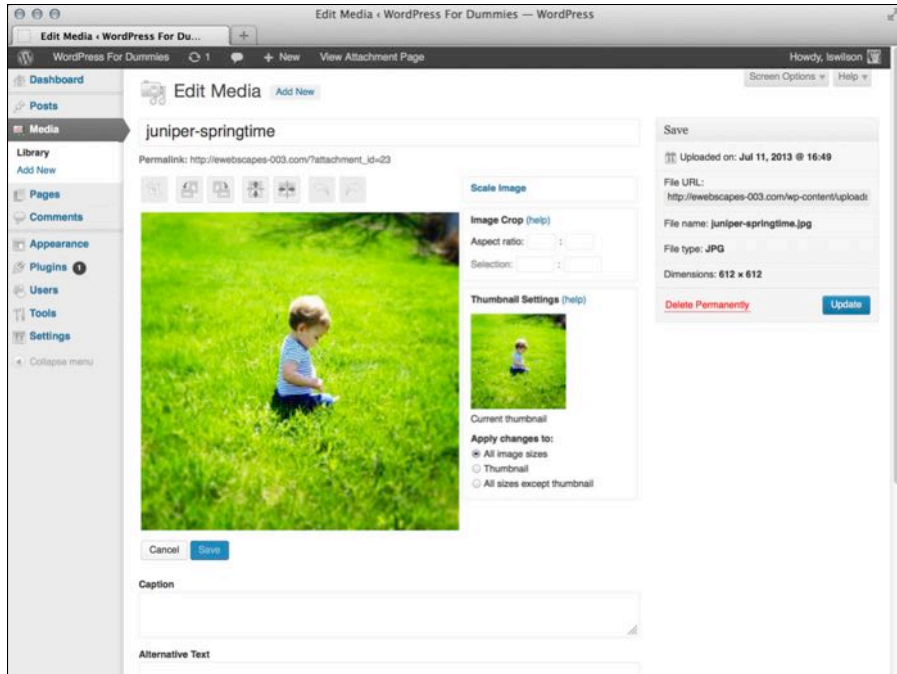 Edit Media ‹ WordPress For Dummies — WordPress
Edit Media ‹ WordPress For Du...
WordPress For Dummies 1 + New View Attachment Page Howdy, lswilson
Screen Options Help
Dashboard
Posts
Media
Library
Add New
Pages
Comments
Appearance
Plugins 1
Users
Tools
Settings
Collapse menu
Edit Media Add New
juniper-springtime
Permalink: http://ewebscapes-003.com/?attachment_id=23
Scale Image
Image Crop (help)
Aspect ratio: :
Selection: :
Thumbnail Settings (help)
Current thumbnail
Apply changes to:
All image sizes
Thumbnail
All sizes except thumbnail
Cancel Save
Caption
Alternative Text
Save
Uploaded on: Jul 11, 2013 @ 16:49
File URL:
http://ewebscapes-003.com/wp-content/upload
File name: juniper-springtime.jpg
File type: JPG
Dimensions: 612 × 612
Delete Permanently Update